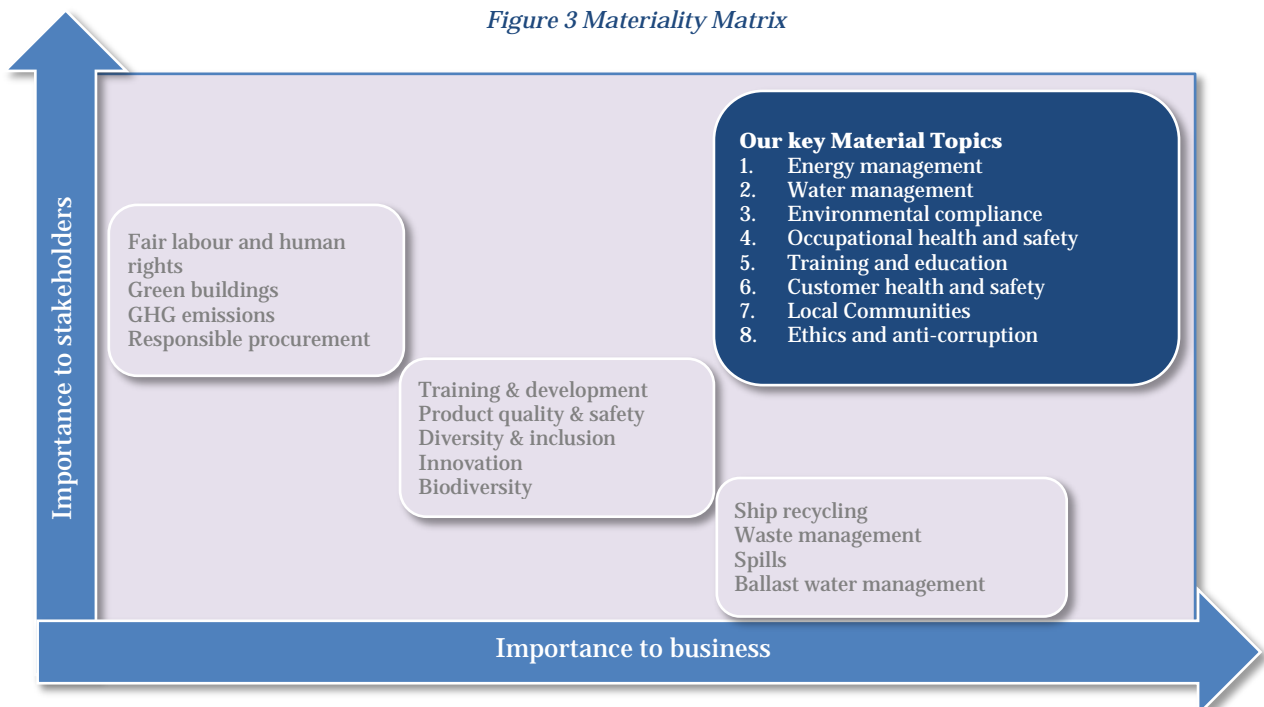 Figure 3 Materiality Matrix
Importance to stakeholders
Our key Material Topics
1. Energy management
2. Water management
3. Environmental compliance
4. Occupational health and safety
5. Training and education
6. Customer health and safety
7. Local Communities
8. Ethics and anti-corruption
Fair labour and human
rights
Green buildings
GHG emissions
Responsible procurement
Training & development
Product quality & safety
Diversity & inclusion
Innovation
Biodiversity
Ship recycling
Waste management
Spills
Ballast water management
Importance to business